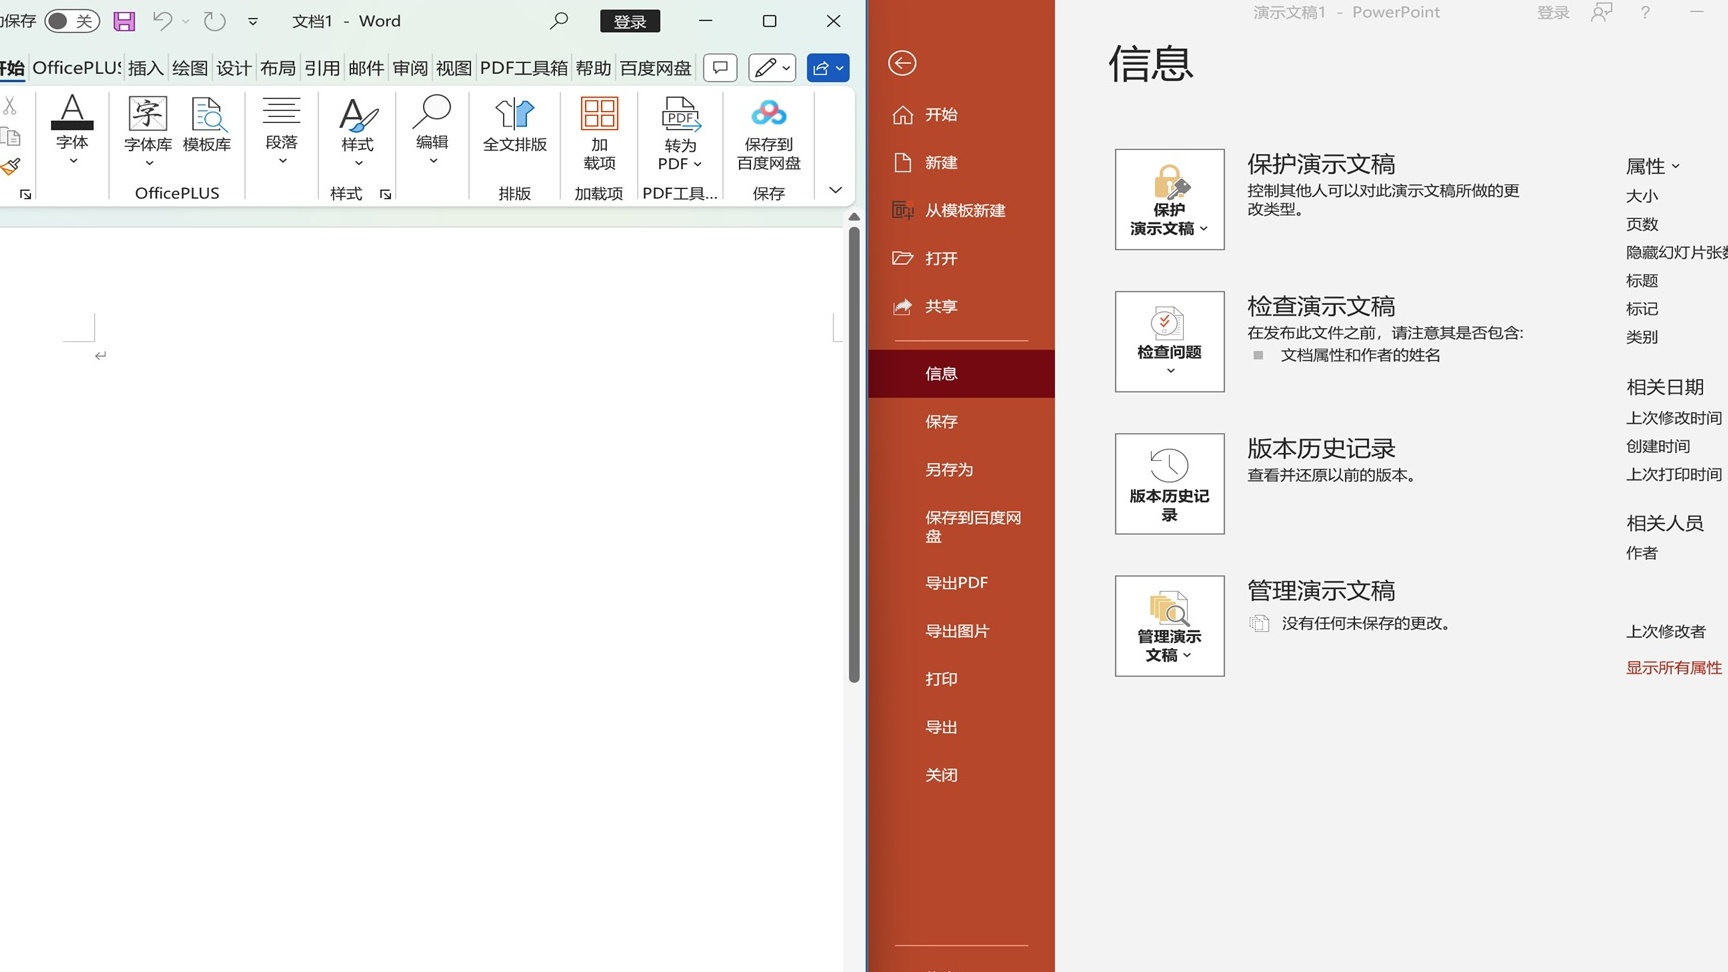 保存
关
文档1 - Word
登录
OfficePLUS
插入
绘图
设计
布局
引用
邮件
审阅
视图
PDF工具箱
帮助
百度网盘
字体
字体库
模板库
OfficePLUS
段落
样式
样式
编辑
全文排版
排版
加
载项
加载项
PDF
转为
PDF
PDF工具...
保存到
百度网盘
保存
演示文稿1 - PowerPoint
登录
?
开始
新建
从模板新建
打开
共享
信息
保存
另存为
保存到百度网
盘
导出PDF
导出图片
打印
导出
关闭
信息
保护
演示文稿
保护演示文稿
控制其他人可以对此演示文稿所做的更
改类型。
检查问题
检查演示文稿
在发布此文件之前，请注意其是否包含:
文档属性和作者的姓名
版本历史记
录
版本历史记录
查看并还原以前的版本。
管理演示
文稿
管理演示文稿
没有任何未保存的更改。
属性
大小
页数
隐藏幻灯片张
标题
标记
类别
相关日期
上次修改时间
创建时间
上次打印时间
相关人员
作者
上次修改者
显示所有属性